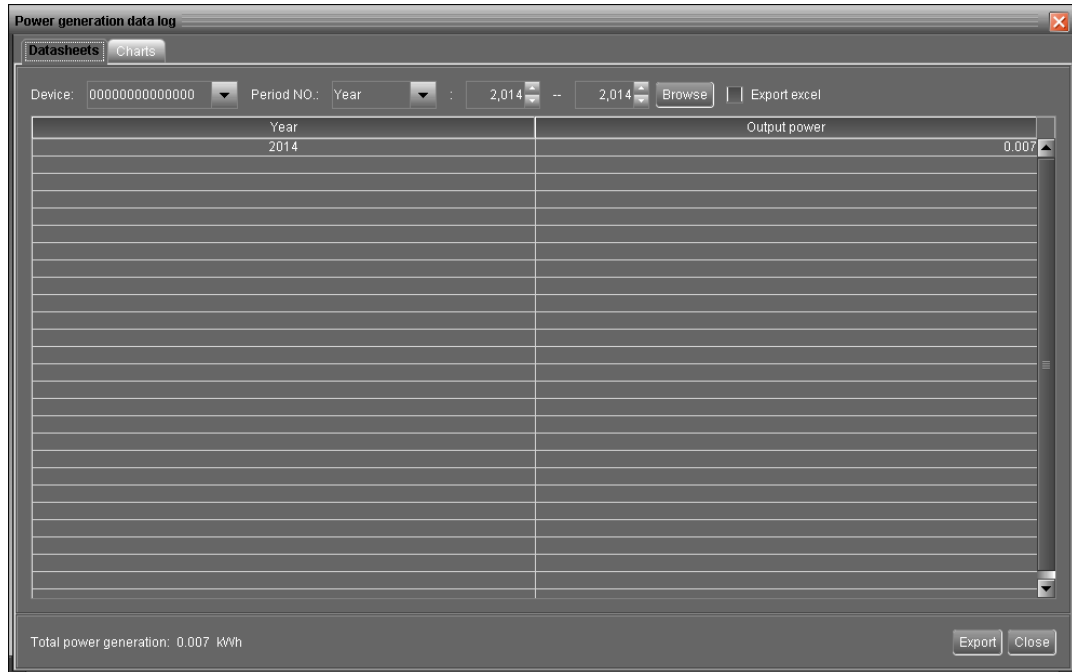 Power generation data log
Datasheets Charts
Device: 00000000000000 Period NO.: Year : 2,014 -- 2,014 Browse Export excel
Year Output power
2014 0.007
Total power generation: 0.007 kWh Export Close